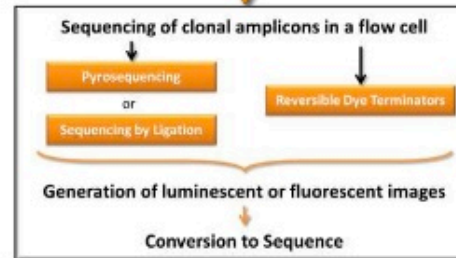 Sequencing of clonal amplicons in a flow cell
Pyrosequencing
or
Sequencing by Ligation
Reversible Dye Terminators
Generation of luminescent or fluorescent images
Conversion to Sequence